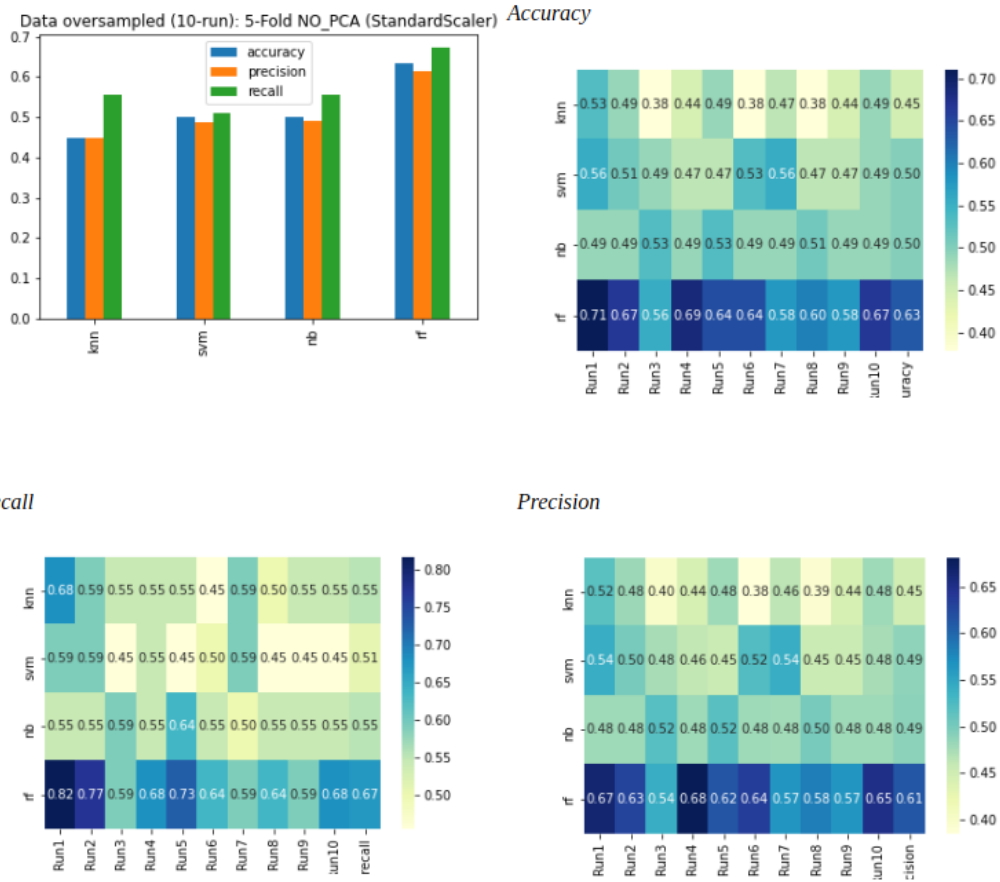 Data oversampled (10-run): 5-Fold NO_PCA (StandardScaler)
accuracy
precision
recall
0.7
0.6
0.5
0.4
0.3
0.2
0.1
0.0
knn
svm
nb
rf
Accuracy
knn 0.53 0.49 0.38 0.44 0.49 0.38 0.47 0.38 0.44 0.49 0.45
svm 0.56 0.51 0.49 0.47 0.47 0.53 0.56 0.47 0.47 0.49 0.50
nb 0.49 0.49 0.53 0.49 0.53 0.49 0.49 0.51 0.49 0.49 0.50
rf 0.71 0.67 0.56 0.69 0.64 0.64 0.58 0.60 0.58 0.67 0.63
Run1 Run2 Run3 Run4 Run5 Run6 Run7 Run8 Run9 un10 uracy
0.70
0.65
0.60
0.55
0.50
0.45
0.40
call
knn 0.68 0.59 0.55 0.55 0.55 0.45 0.59 0.50 0.55 0.55 0.55
svm 0.59 0.59 0.45 0.55 0.45 0.50 0.59 0.45 0.45 0.45 0.51
nb 0.55 0.55 0.59 0.55 0.64 0.55 0.50 0.55 0.55 0.55 0.55
rf 0.82 0.77 0.59 0.68 0.73 0.64 0.59 0.64 0.59 0.68 0.67
Run1 Run2 Run3 Run4 Run5 Run6 Run7 Run8 Run9 un10 recall
0.80
0.75
0.70
0.65
0.60
0.55
0.50
Precision
knn 0.52 0.48 0.40 0.44 0.48 0.38 0.46 0.39 0.44 0.48 0.45
svm 0.54 0.50 0.48 0.46 0.45 0.52 0.54 0.45 0.45 0.48 0.49
nb 0.48 0.48 0.52 0.48 0.52 0.48 0.48 0.50 0.48 0.48 0.49
rf 0.67 0.63 0.54 0.68 0.62 0.64 0.57 0.58 0.57 0.65 0.61
Run1 Run2 Run3 Run4 Run5 Run6 Run7 Run8 Run9 un10 cision
0.65
0.60
0.55
0.50
0.45
0.40